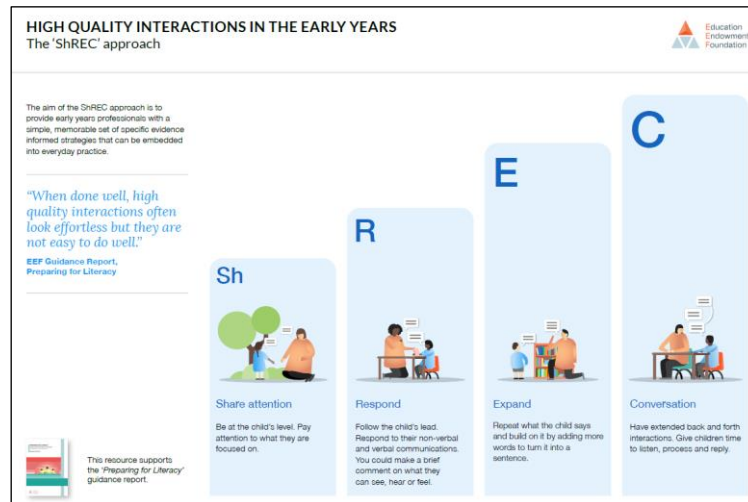 HIGH QUALITY INTERACTIONS IN THE EARLY YEARS
The 'ShREC' approach
Education
Endowment
Foundation
The aim of the ShREC approach is to
provide early years professionals with a
simple, memorable set of specific evidence
informed strategies that can be embedded
into everyday practice.
"When done well, high
quality interactions often
look effortless but they are
not easy to do well."
EEF Guidance Report,
Preparing for Literacy
This resource supports
the 'Preparing for Literacy'
guidance report.
Sh
Share attention
Be at the child's level. Pay
attention to what they are
focused on.
R
Respond
Follow the child's lead.
Respond to their non-verbal
and verbal communications.
You could make a brief
comment on what they
can see, hear or feel.
E
Expand
Repeat what the child says
and build on it by adding more
words to turn it into a
sentence.
C
Conversation
Have extended back and forth
interactions. Give children time
to listen, process and reply.